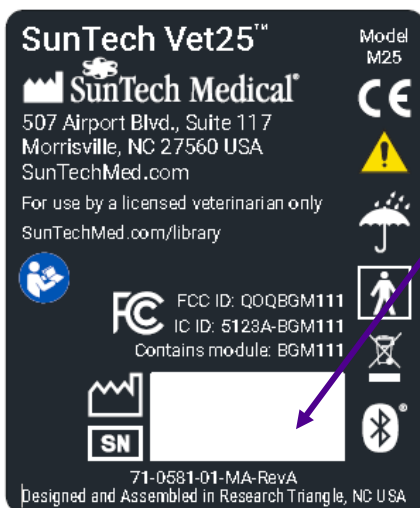 SunTech Vet25™
Model
M25
SunTech Medical®
CE
507 Airport Blvd., Suite 117
Morrisville, NC 27560 USA
SunTechMed.com
For use by a licensed veterinarian only
SunTechMed.com/library
FC FCC ID: QOQBGM111
IC ID: 5123A-BGM111
Contains module: BGM111
SN
71-0581-01-MA-RevA
Designed and Assembled in Research Triangle, NC USA